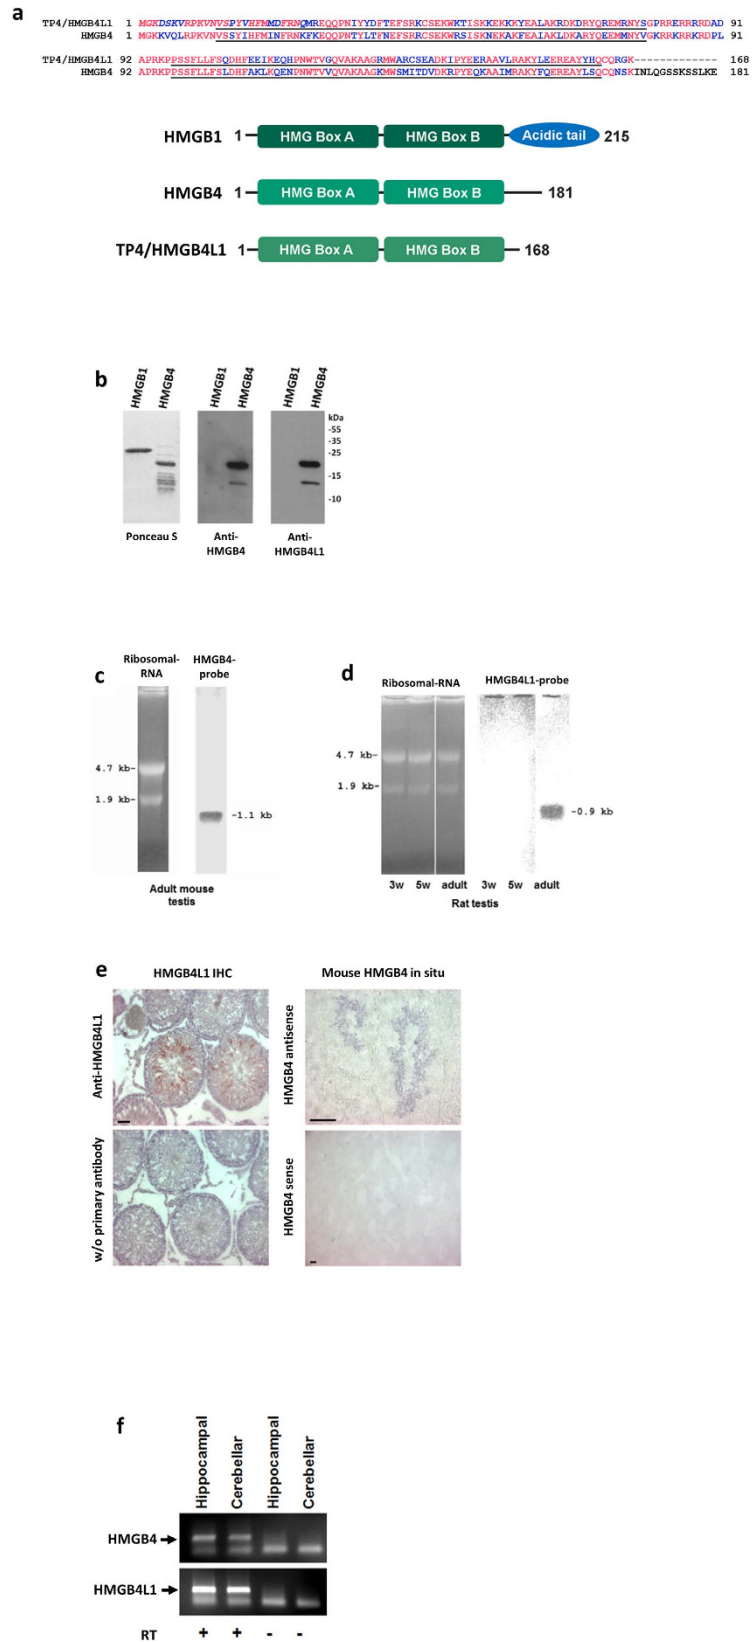 a
TP4/HMGB4L1 1 MGKDSKVRPKVNVSPYVHFMMDFRNQMREQQPNIYYDFTEFSRKCSEKWKTISKKEKKKYEALAKRDKDRYQREMRNYSGPRRERRRRDAD 91
HMGB4 1 MGKKVQLRPKVNVSSYIHFMINFRNKFKEQQPNTYLTFNEFSRRCSEKWRSISKNEKAKFEAIAKLDKARYQEEMMNYVGKRRKRRKRDPL 91
TP4/HMGB4L1 92 APRKPPSSFLLFSQDHFEEIKEQHPNWTVGQVAKAAGRMWARCSEADKIPYEERAAVLRAKYLEEREAYYHQCQRGK------------- 168
HMGB4 92 APRKPPSSFLLFSLDHFAKLKQENPNWTVVQVAKAAGKMWSMITDVDKRPYEQKAAIMRAKYFQEREAYLSQCQNSKINLQGSSKSSLKE 181
HMGB1 1 HMG Box A HMG Box B Acidic tail 215
HMGB4 1 HMG Box A HMG Box B 181
TP4/HMGB4L1 1 HMG Box A HMG Box B 168
b
HMGB1 HMGB4 HMGB1 HMGB4 HMGB1 HMGB4
kDa
-55
-35
-25
-15
-10
Ponceau S Anti-HMGB4 Anti-HMGB4L1
c
Ribosomal-RNA HMGB4-probe
4.7 kb-
1.9 kb-
-1.1 kb
Adult mouse
testis
d
Ribosomal-RNA HMGB4L1-probe
4.7 kb-
1.9 kb-
-0.9 kb
3w 5w adult 3w 5w adult
Rat testis
e
HMGB4L1 IHC Mouse HMGB4 in situ
Anti-HMGB4L1
HMGB4 antisense
w/o primary antibody
HMGB4 sense
f
Hippocampal Cerebellar Hippocampal Cerebellar
HMGB4
HMGB4L1
RT + + - -